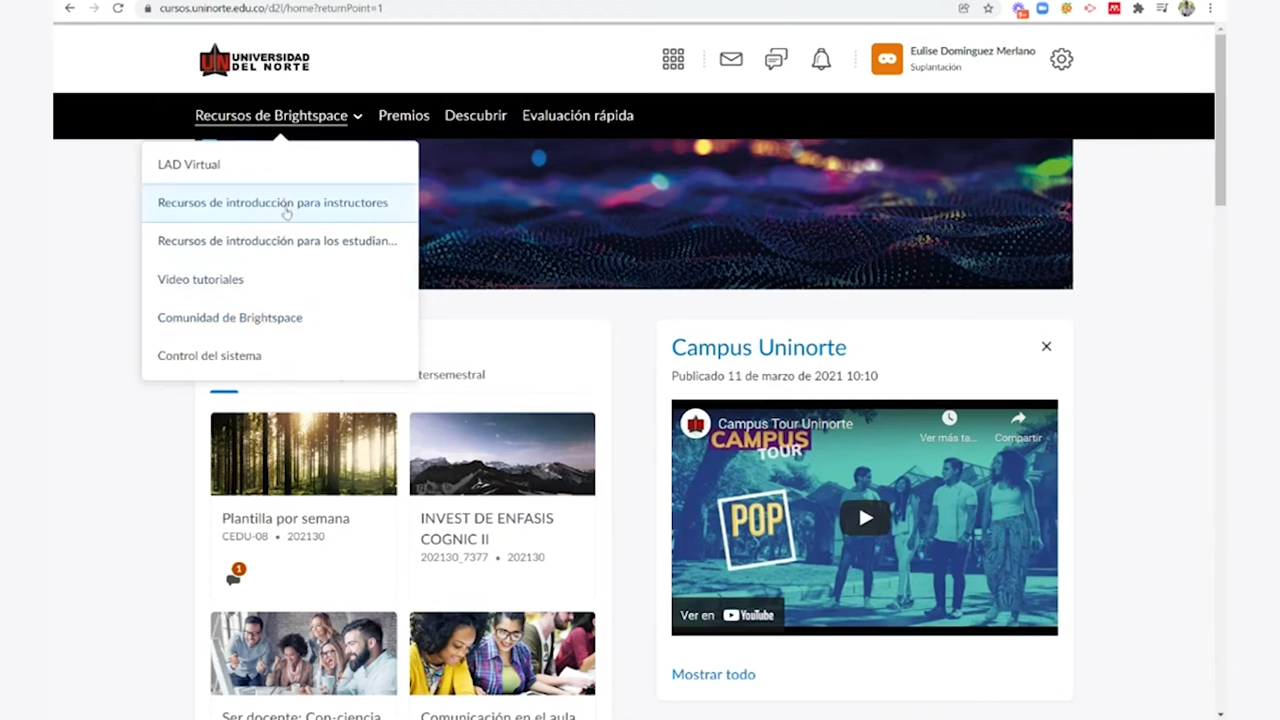 cursos.uninorte.edu.co/d2l/home?returnPoint=1
UNIVERSIDAD
DEL NORTE
Eulise Dominguez Merlano
Suplantación
Recursos de Brightspace Premios Descubrir Evaluación rápida
LAD Virtual
Recursos de introducción para instructores
Recursos de introducción para los estudian...
Video tutoriales
Comunidad de Brightspace
Control del sistema
tersemestral
Plantilla por semana
CEDU-08 • 202130
1
INVEST DE ENFASIS
COGNIC II
202130_7377 • 202130
Ser docente: Con-ciencia
Comunicación en el aula
Campus Uninorte
Publicado 11 de marzo de 2021 10:10
Campus Tour Uninorte
Ver más ta...
Compartir
CAMPUS
TOUR
POP
Ver en YouTube
Mostrar todo